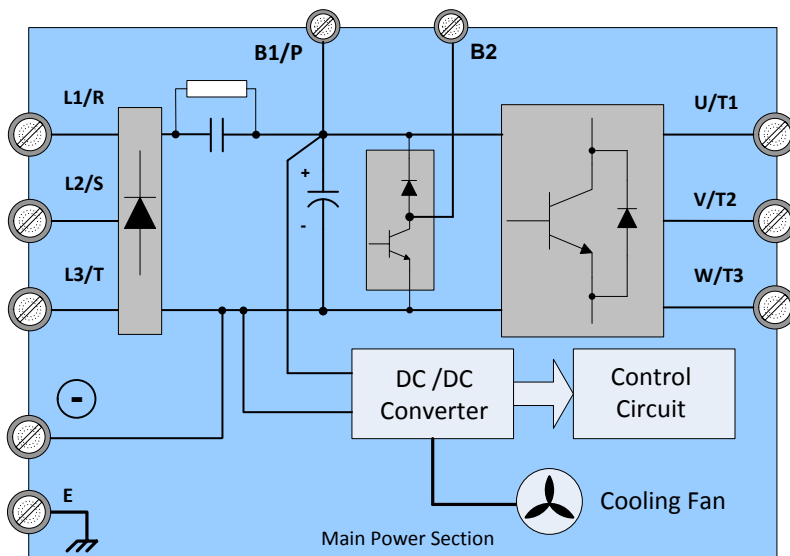 B1/P
B2
L1/R
U/T1
L2/S
V/T2
L3/T
W/T3
+
-
-
DC /DC
Converter
Control
Circuit
E
Cooling Fan
Main Power Section